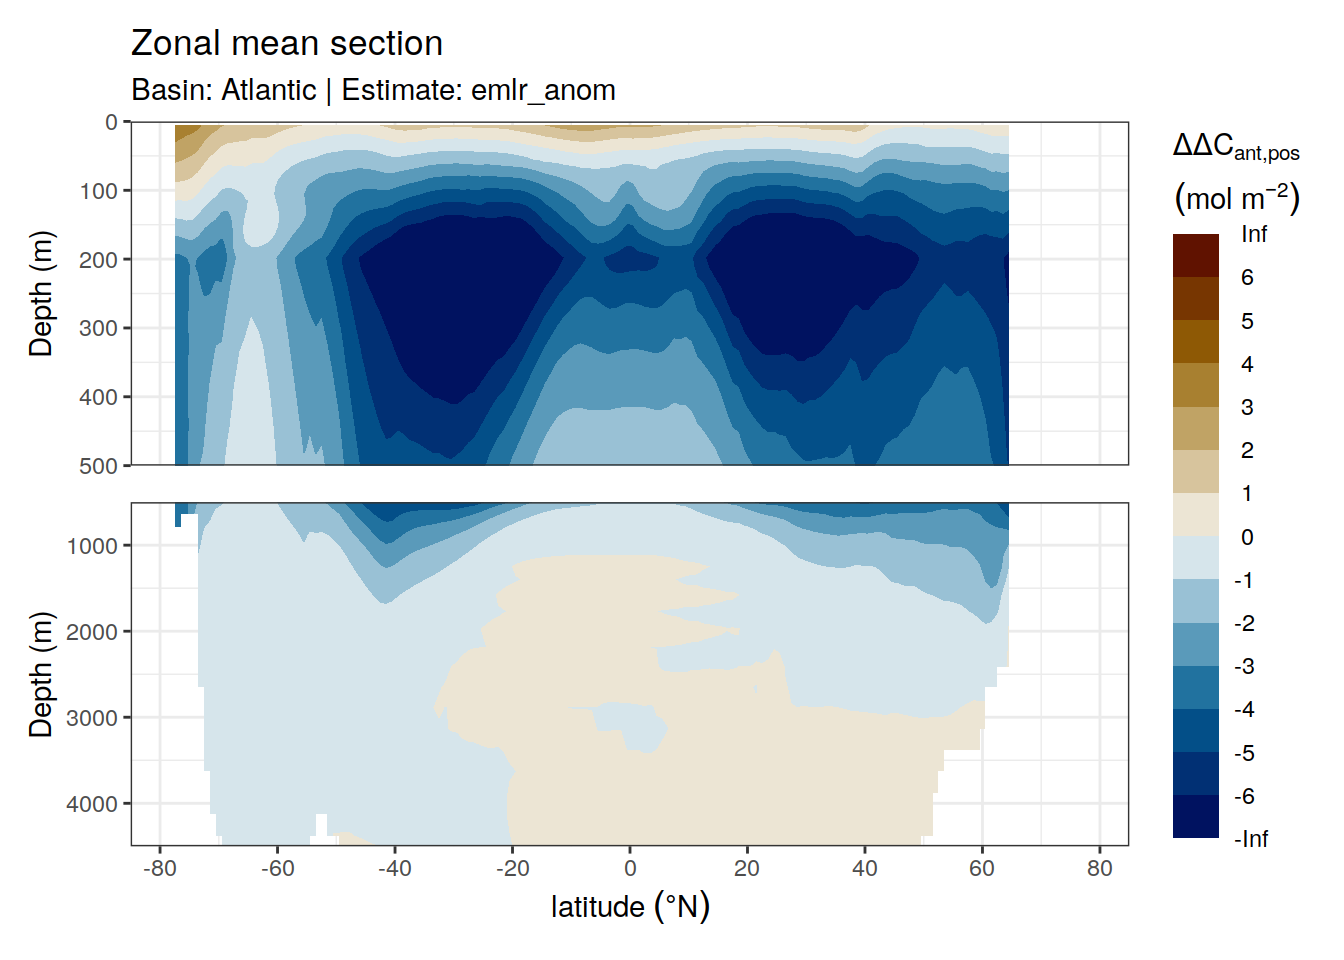 Zonal mean section
Basin: Atlantic | Estimate: emlr_anom
0
100
200
300
400
500
Depth (m)
1000
2000
3000
4000
Depth (m)
-80 -60 -40 -20 0 20 40 60 80
latitude (°N)
ΔΔCant,pos
(mol m−2)
Inf
6
5
4
3
2
1
0
-1
-2
-3
-4
-5
-6
-Inf